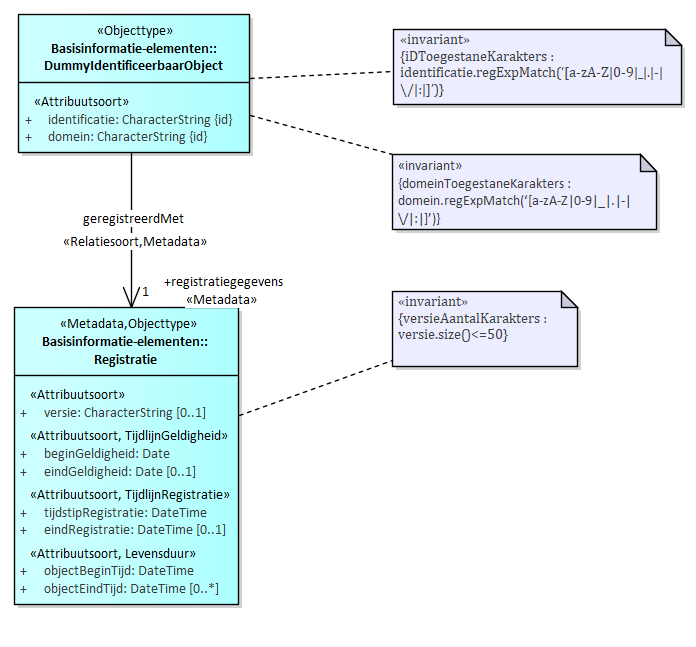 «Objecttype»
Basisinformatie-elementen::
DummyIdentificeerbaarObject
«Attribuutsoort»
+ identificatie: CharacterString {id}
+ domein: CharacterString {id}
«invariant»
{iDToegestaneKarakters :
identificatie.regExpMatch(‘[a-zA-Z|0-9|_|.|-|
\/|:|]’)}
«invariant»
{domeinToegestaneKarakters :
domein.regExpMatch(‘[a-zA-Z|0-9|_|.|-|
\/|:|]’)}
geregistreerdMet
«Relatiesoort,Metadata»
1
+registratiegegevens
«Metadata»
«Metadata,Objecttype»
Basisinformatie-elementen::
Registratie
«Attribuutsoort»
+ versie: CharacterString [0..1]
«Attribuutsoort, TijdlijnGeldigheid»
+ beginGeldigheid: Date
+ eindGeldigheid: Date [0..1]
«Attribuutsoort, TijdlijnRegistratie»
+ tijdstipRegistratie: DateTime
+ eindRegistratie: DateTime [0..1]
«Attribuutsoort, Levensduur»
+ objectBeginTijd: DateTime
+ objectEindTijd: DateTime [0..*]
«invariant»
{versieAantalKarakters :
versie.size()<=50}